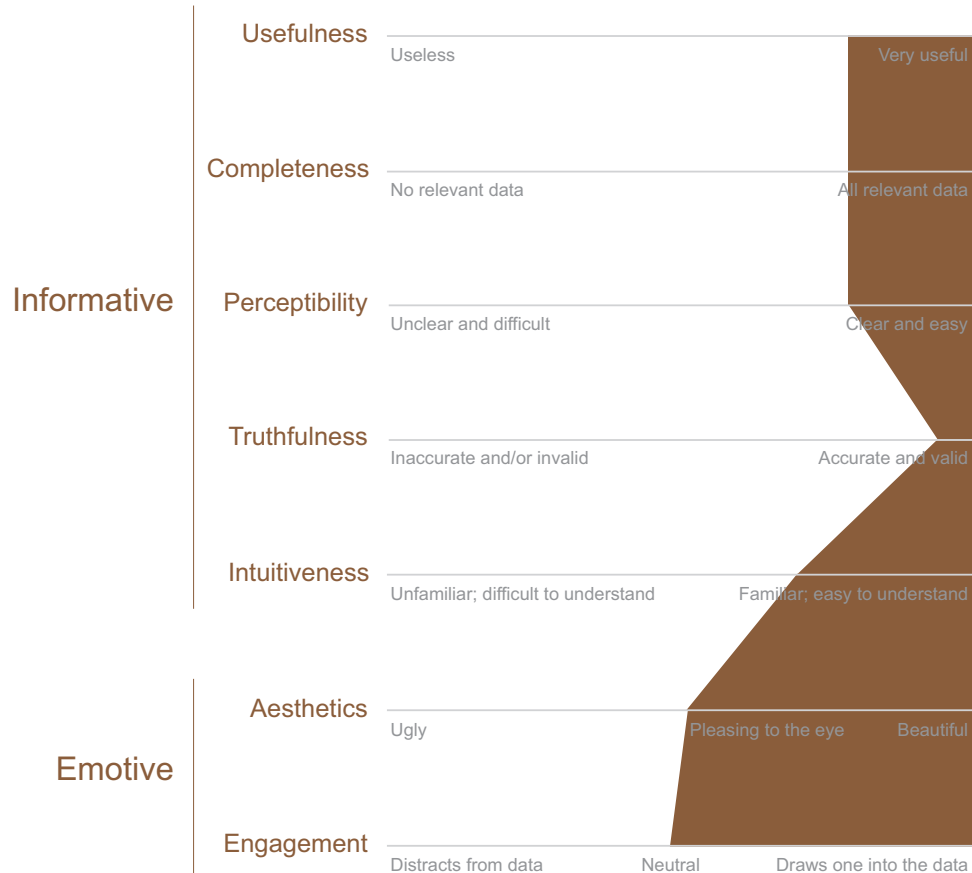 Usefulness
Useless
Very useful
Completeness
No relevant data
All relevant data
Informative
Perceptibility
Unclear and difficult
Clear and easy
Truthfulness
Inaccurate and/or invalid
Accurate and valid
Intuitiveness
Unfamiliar; difficult to understand
Familiar; easy to understand
Emotive
Aesthetics
Ugly
Pleasing to the eye
Beautiful
Engagement
Distracts from data
Neutral
Draws one into the data